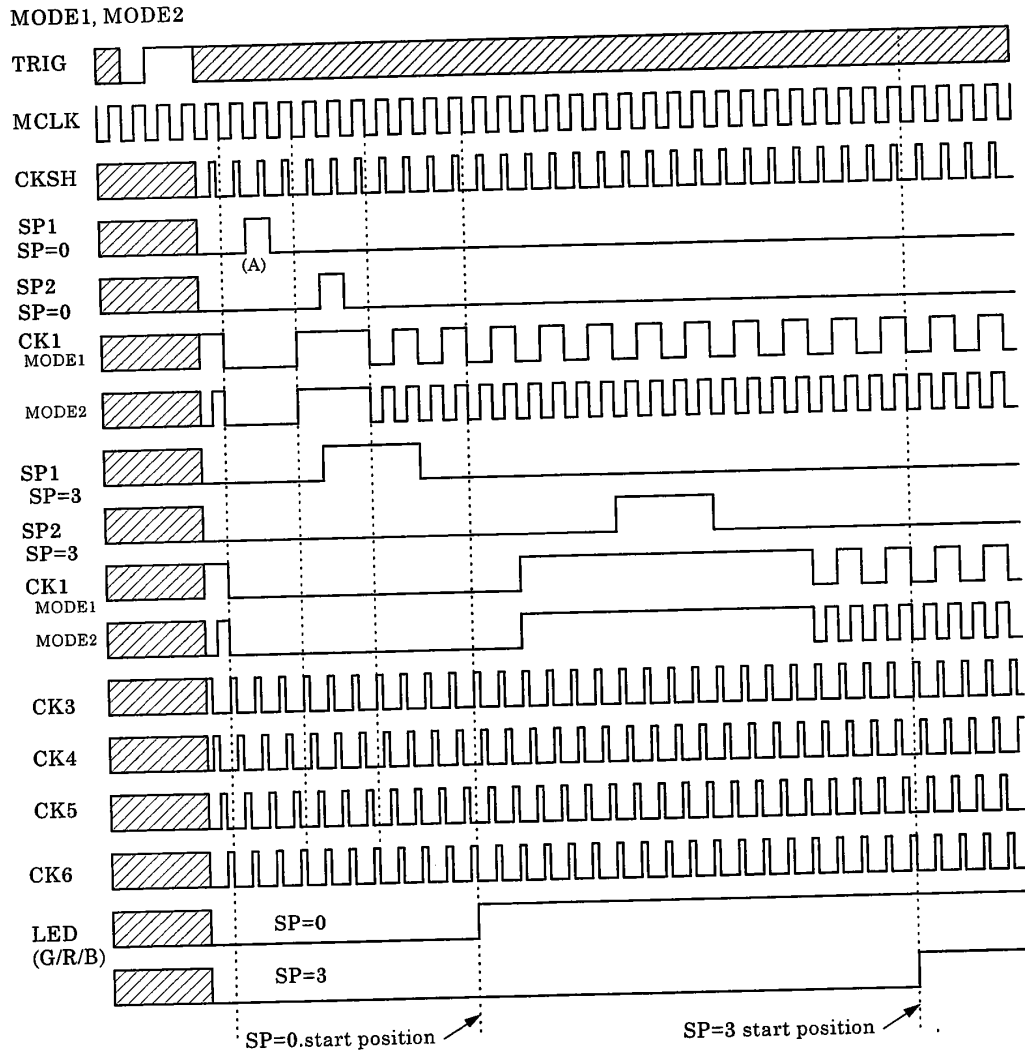 MODE1, MODE2
TRIG
MCLK
CKSH
SP1
SP=0
(A)
SP2
SP=0
CK1
MODE1
MODE2
SP1
SP=3
SP2
SP=3
CK1
MODE1
MODE2
CK3
CK4
CK5
CK6
LED
(G/R/B)
SP=0
SP=3
SP=0.start position
SP=3 start position